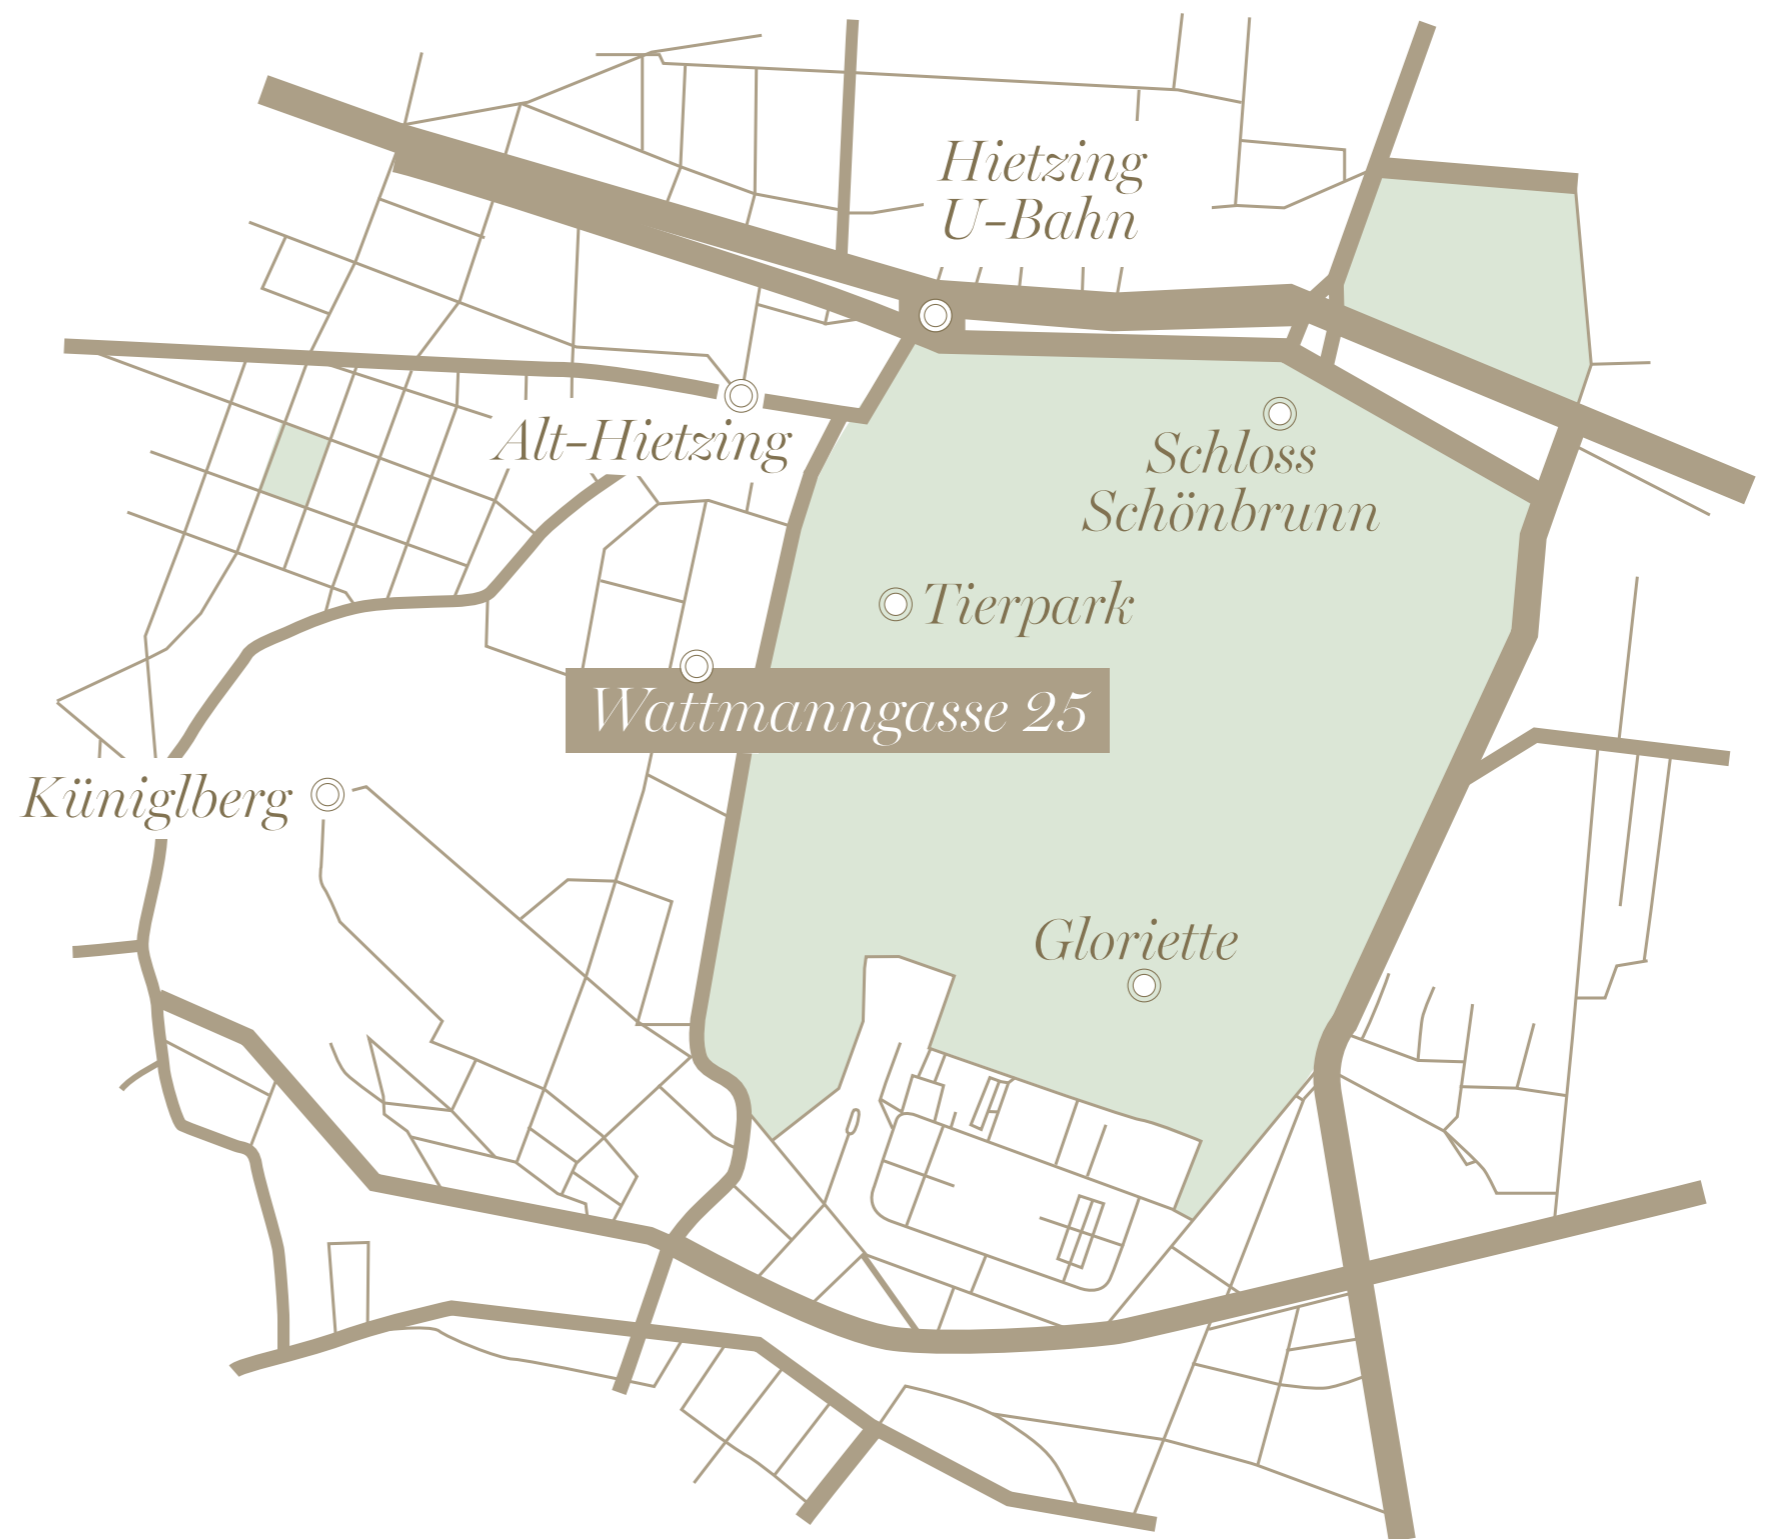 Hietzing
U-Bahn
Alt-Hietzing
Schloss
Schönbrunn
Tierpark
Wattmanngasse 25
Küniglberg
Gloriette